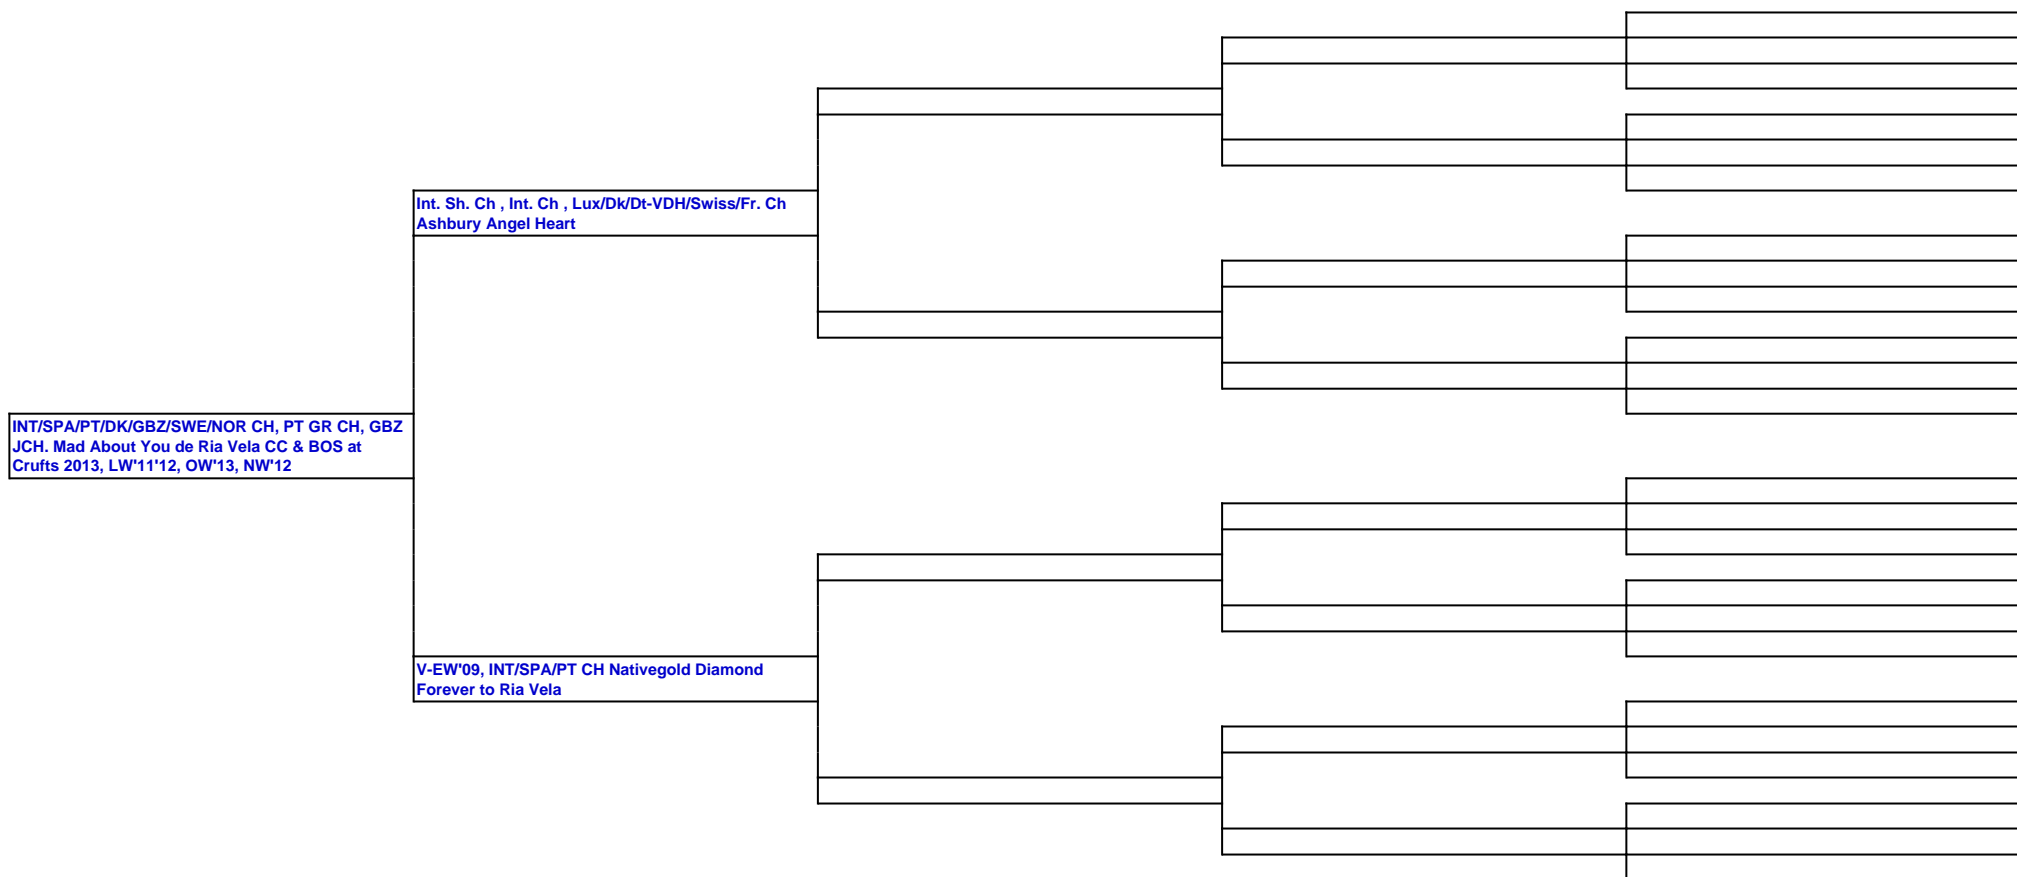 Int. Sh. Ch , Int. Ch , Lux/Dk/Dt-VDH/Swiss/Fr. Ch
Ashbury Angel Heart
INT/SPA/PT/DK/GBZ/SWE/NOR CH, PT GR CH, GBZ
JCH. Mad About You de Ria Vela CC & BOS at
Crufts 2013, LW'11'12, OW'13, NW'12
V-EW'09, INT/SPA/PT CH Nativegold Diamond
Forever to Ria Vela